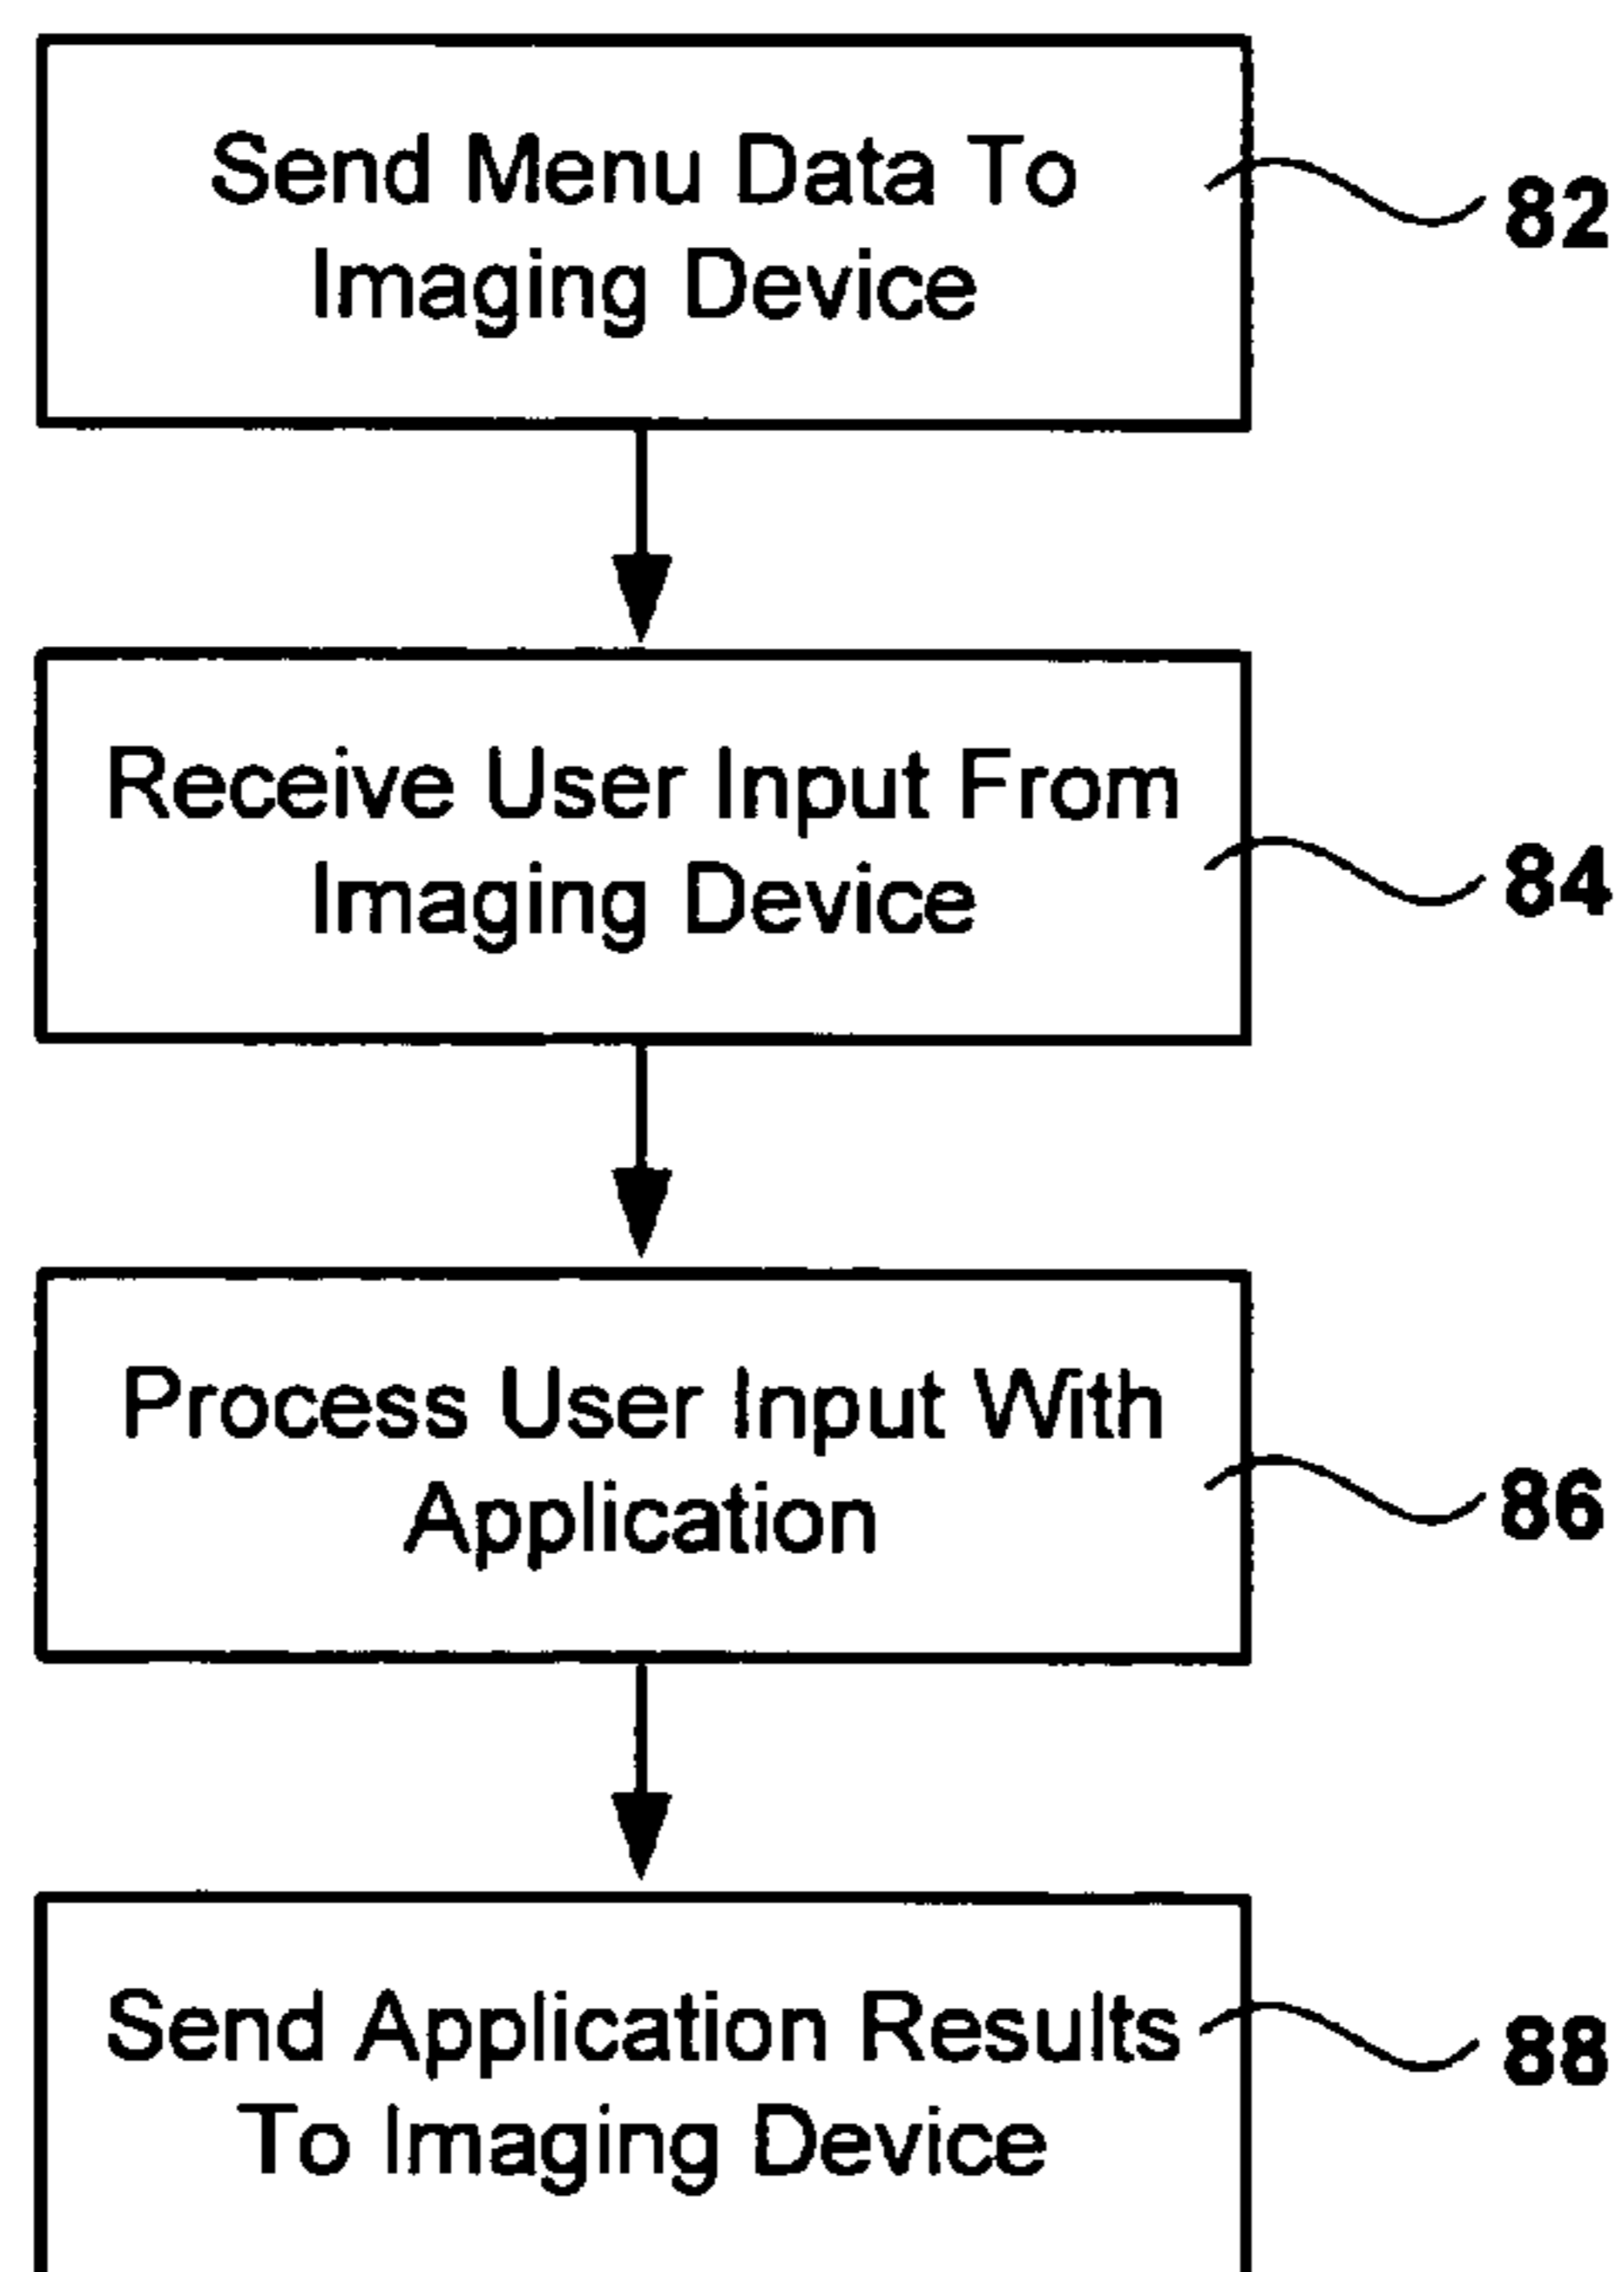 Send Menu Data To
Imaging Device
82
Receive User Input From
Imaging Device
84
Process User Input With
Application
86
Send Application Results
To Imaging Device
88